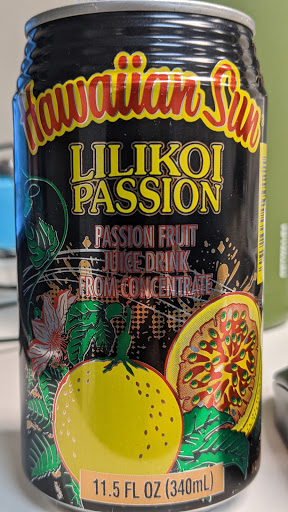 Hawaiian Sun
LILIKOI
PASSION
PASSION FRUIT
JUICE DRINK
FROM CONCENTRATE
11.5 FL OZ (340mL)